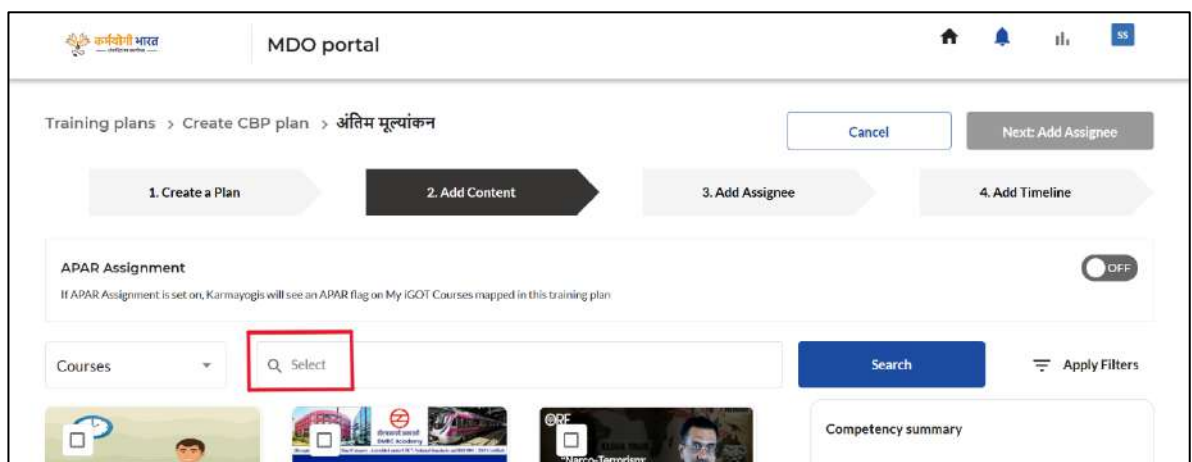 कर्मयोगी भारत
MDO portal
SS
Training plans > Create CBP plan > अंतिम मूल्यांकन
Cancel
Next: Add Assignee
1. Create a Plan
2. Add Content
3. Add Assignee
4. Add Timeline
APAR Assignment
OFF
If APAR Assignment is set on, Karmayogis will see an APAR flag on My iGOT Courses mapped in this training plan
Courses
Select
Search
Apply Filters
DMRC Academy
ORF
"Narco-Terrorism:
Competency summary